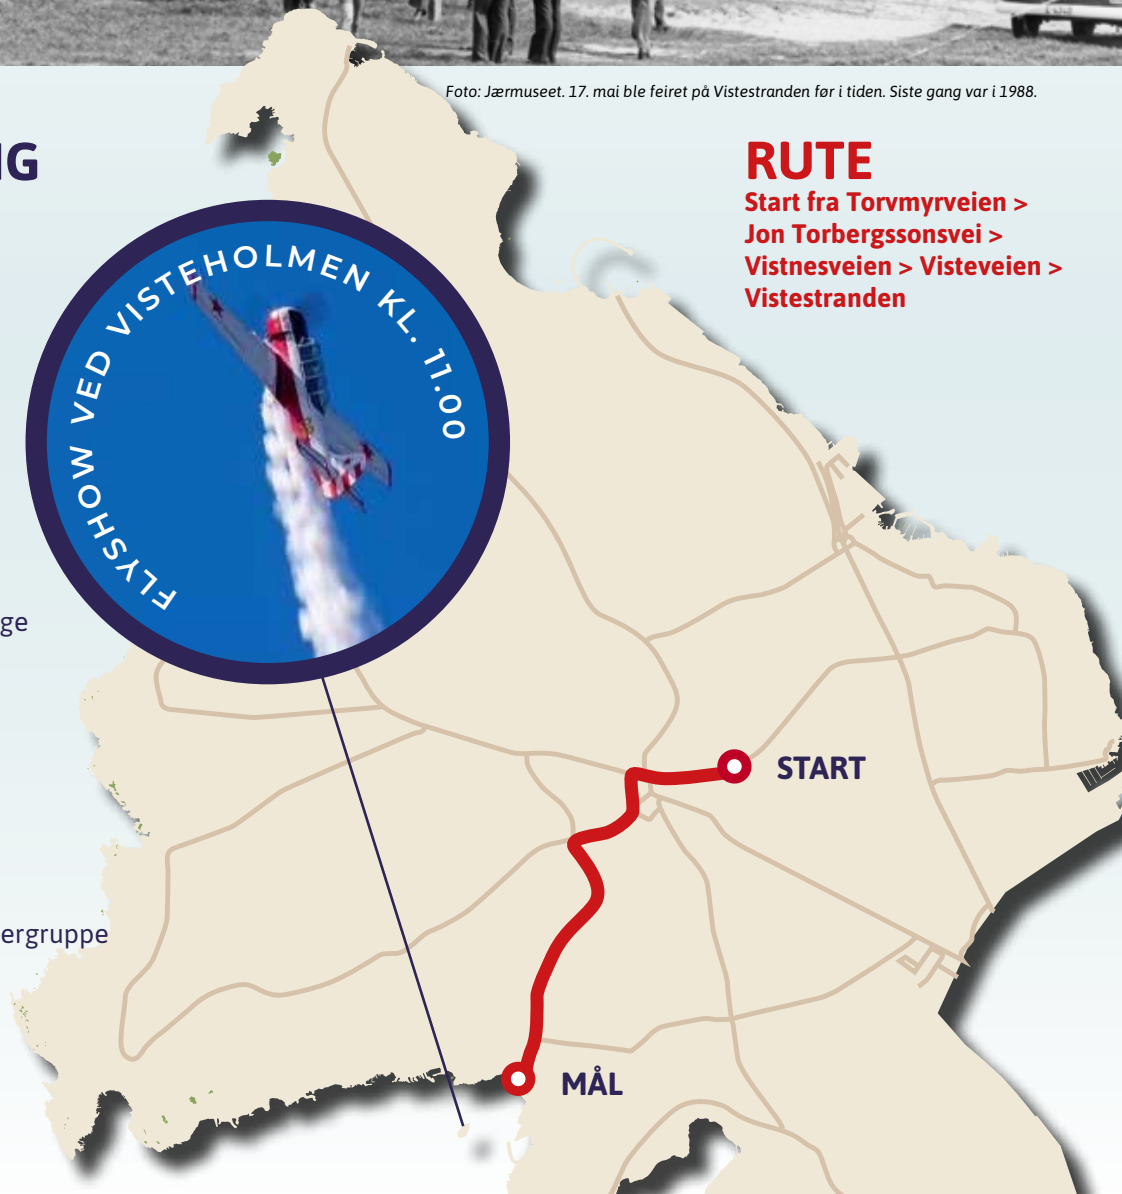 Foto: Jærmuseet. 17. mai ble feiret på Vistestranden før i tiden. Siste gang var i 1988.
IG
RUTE
Start fra Torvmyrveien >
Jon Torbergssonsvei >
Vistnesveien > Visteveien >
Vistestranden
FLYSHOW VED VISTEHOLMEN KL. 11.00
ge
START
ergruppe
MÅL